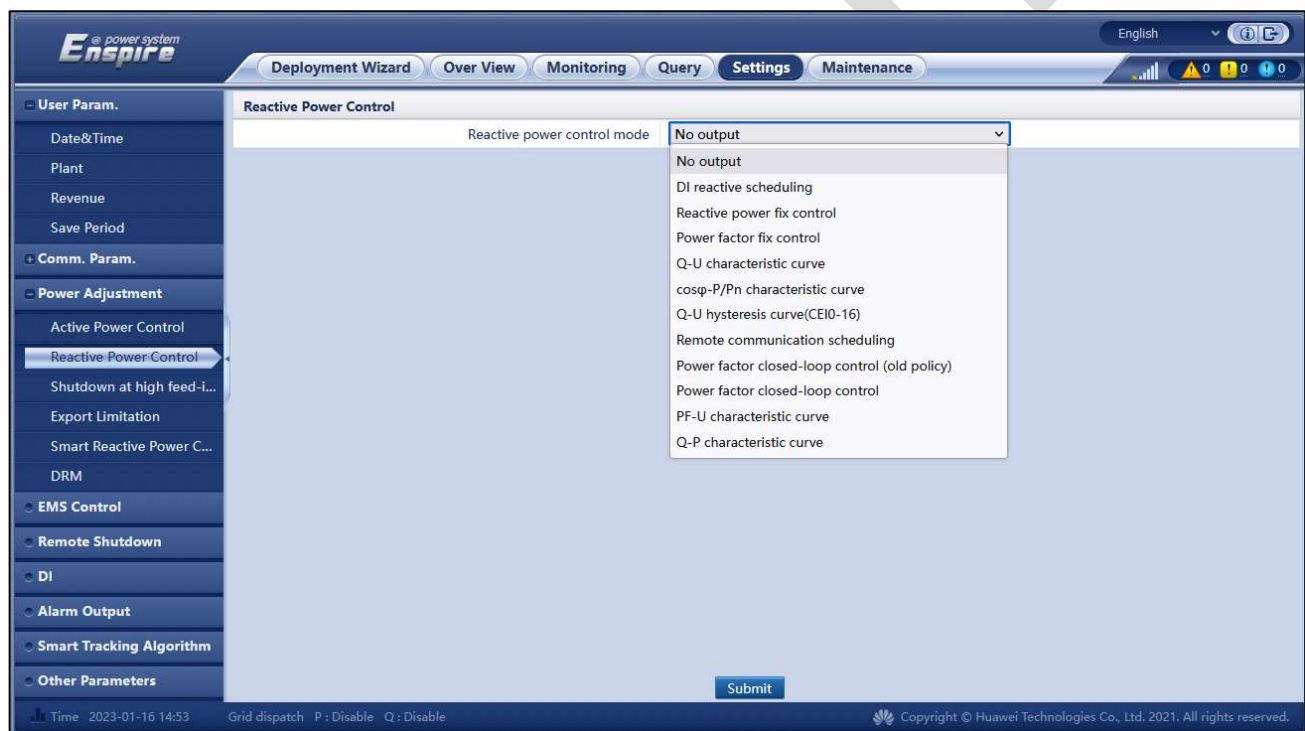 Enspire
@ power system
English
Deployment Wizard Over View Monitoring Query Settings Maintenance
0 0 0
User Param.
Date&Time
Plant
Revenue
Save Period
Comm. Param.
Power Adjustment
Active Power Control
Reactive Power Control
Shutdown at high feed-i...
Export Limitation
Smart Reactive Power C...
DRM
EMS Control
Remote Shutdown
DI
Alarm Output
Smart Tracking Algorithm
Other Parameters
Reactive Power Control
Reactive power control mode No output
No output
DI reactive scheduling
Reactive power fix control
Power factor fix control
Q-U characteristic curve
cosφ-P/Pn characteristic curve
Q-U hysteresis curve(CEI0-16)
Remote communication scheduling
Power factor closed-loop control (old policy)
Power factor closed-loop control
PF-U characteristic curve
Q-P characteristic curve
Submit
Time 2023-01-16 14:53 Grid dispatch P : Disable Q : Disable Copyright © Huawei Technologies Co., Ltd. 2021. All rights reserved.